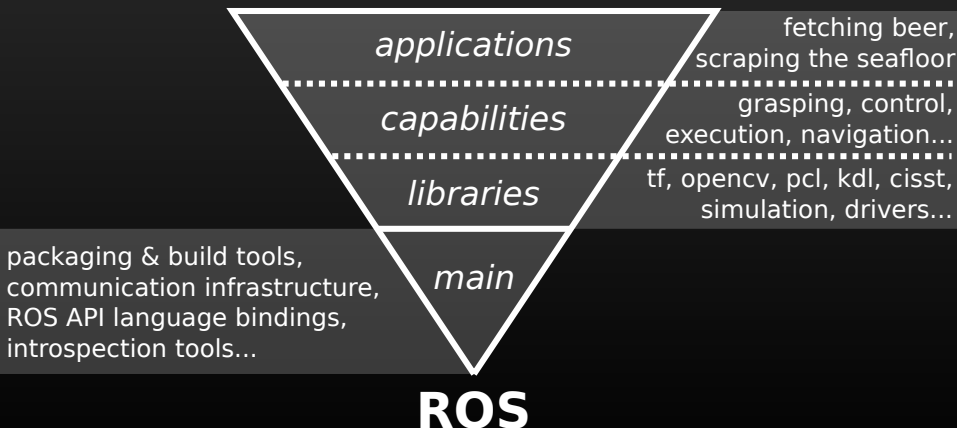 applications
fetching beer,
scraping the seafloor
capabilities
grasping, control,
execution, navigation...
libraries
tf, opencv, pcl, kdl, cisst,
simulation, drivers...
main
packaging & build tools,
communication infrastructure,
ROS API language bindings,
introspection tools...
ROS